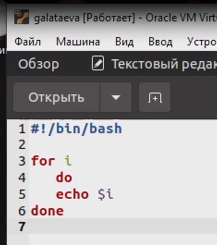 galataeva [Работает] - Oracle VM Virtu
Файл Машина Вид Ввод Устро
Обзор Текстовый редак
Открыть
1 #!/bin/bash
2
3 for i
4 do
5 echo $i
6 done
7